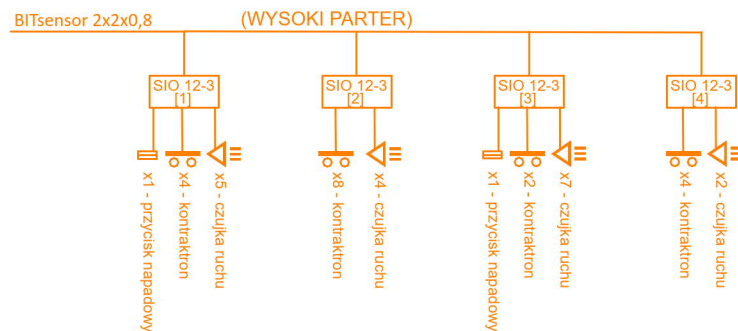 BITsensor 2x2x0,8
(WYSOKI PARTER)
SIO 12-3
[1]
SIO 12-3
[2]
SIO 12-3
[3]
SIO 12-3
[4]
x1 - przycisk napadowy
x4 - kontraktron
x5 - czujka ruchu
x8 - kontraktron
x4 - czujka ruchu
x1 - przycisk napadowy
x2 - kontraktron
x7 - czujka ruchu
x4 - kontraktron
x2 - czujka ruchu